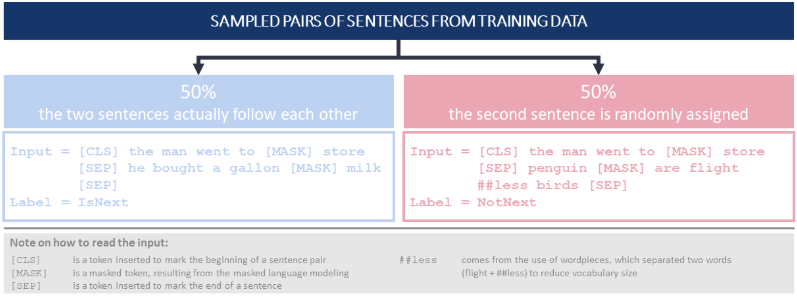 SAMPLED PAIRS OF SENTENCES FROM TRAINING DATA
50%
the two sentences actually follow each other
Input = [CLS] the man went to [MASK] store
[SEP] he bought a gallon [MASK] milk
[SEP]
Label = IsNext
50%
the second sentence is randomly assigned
Input = [CLS] the man went to [MASK] store
[SEP] penguin [MASK] are flight
##less birds [SEP]
Label = NotNext
Note on how to read the input:
[CLS] is a token inserted to mark the beginning of a sentence pair
[MASK] is a masked token, resulting from the masked language modeling
[SEP] is a token inserted to mark the end of a sentence
##less comes from the use of wordpieces, which separated two words
(flight + ##less) to reduce vocabulary size